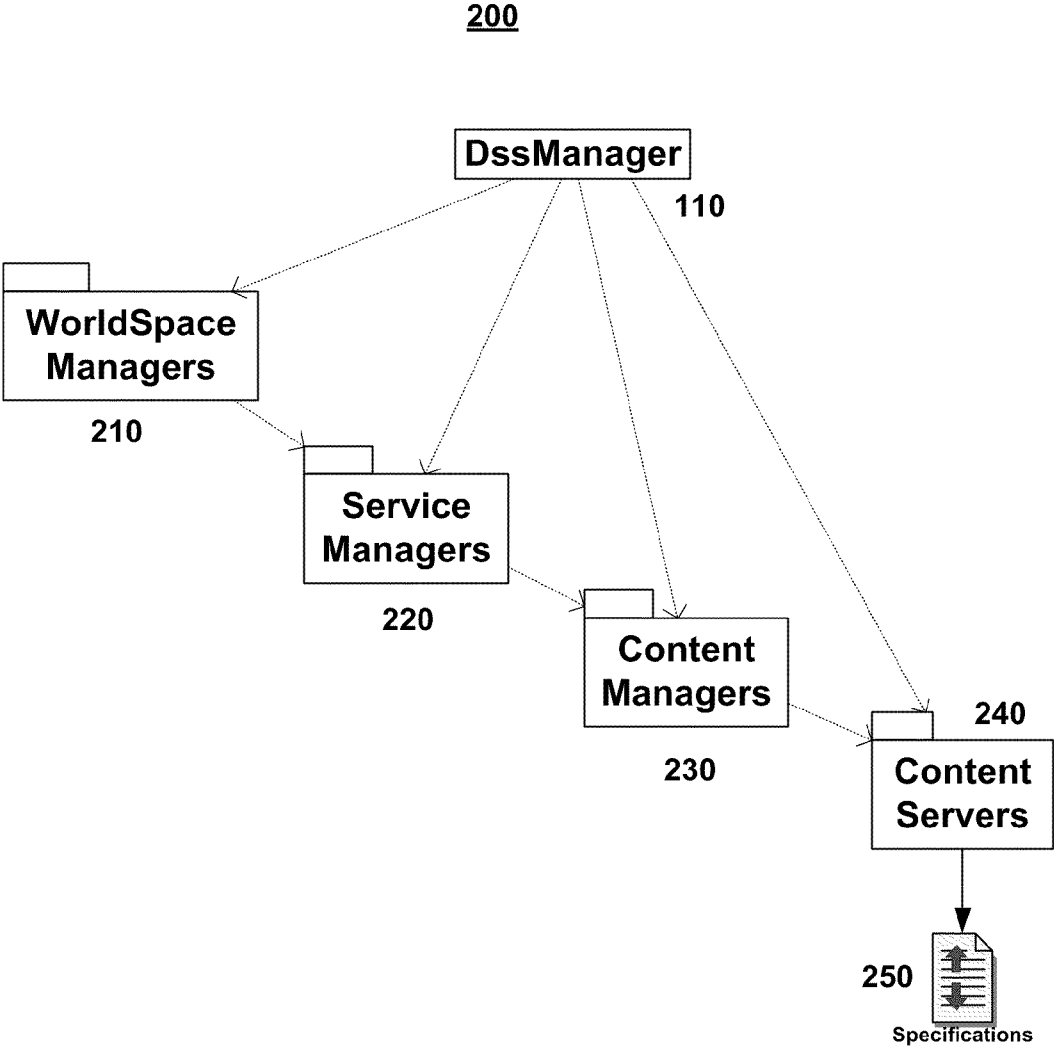 200
DssManager
110
WorldSpace
Managers
210
Service
Managers
220
Content
Managers
230
240
Content
Servers
250
Specifications